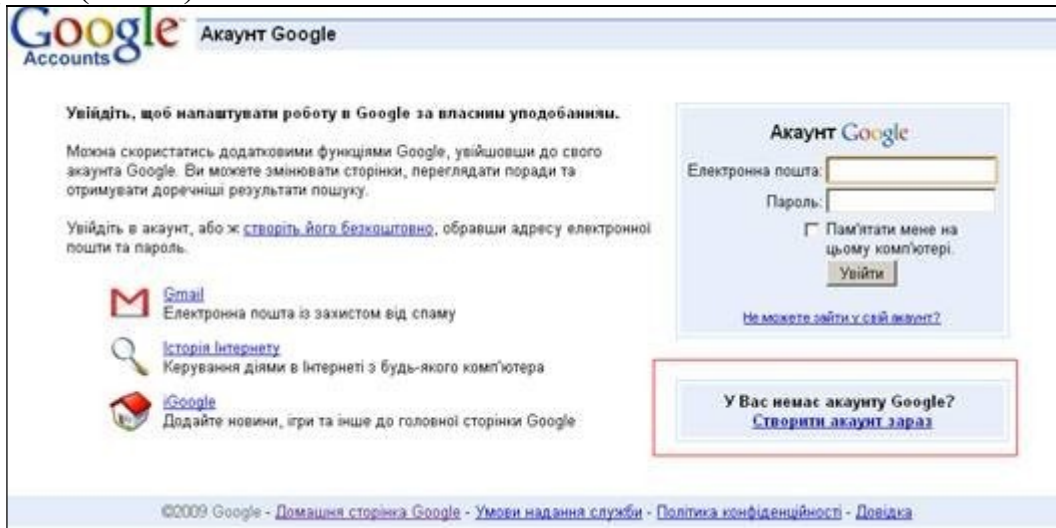 Google Accounts
Акаунт Google
Увійдіть, щоб налаштувати роботу в Google за власним уподобанням.
Можна скористатись додатковими функціями Google, увійшовши до свого
акаунта Google. Ви можете змінювати сторінки, переглядати поради та
отримувати доречніші результати пошуку.
Увійдіть в акаунт, або ж створіть його безкоштовно, обравши адресу електронної
пошти та пароль.
Gmail
Електронна пошта із захистом від спаму
Історія Інтернету
Керування діями в Інтернеті з будь-якого комп'ютера
iGoogle
Додайте новини, ігри та інше до головної сторінки Google
Акаунт Google
Електронна пошта:
Пароль:
Пам'ятати мене на
цьому комп'ютері.
Увійти
Не можете зайти у свій акаунт?
У Вас немає акаунту Google?
Створити акаунт зараз
©2009 Google - Домашня сторінка Google - Умови надання служби - Політика конфіденційності - Довідка